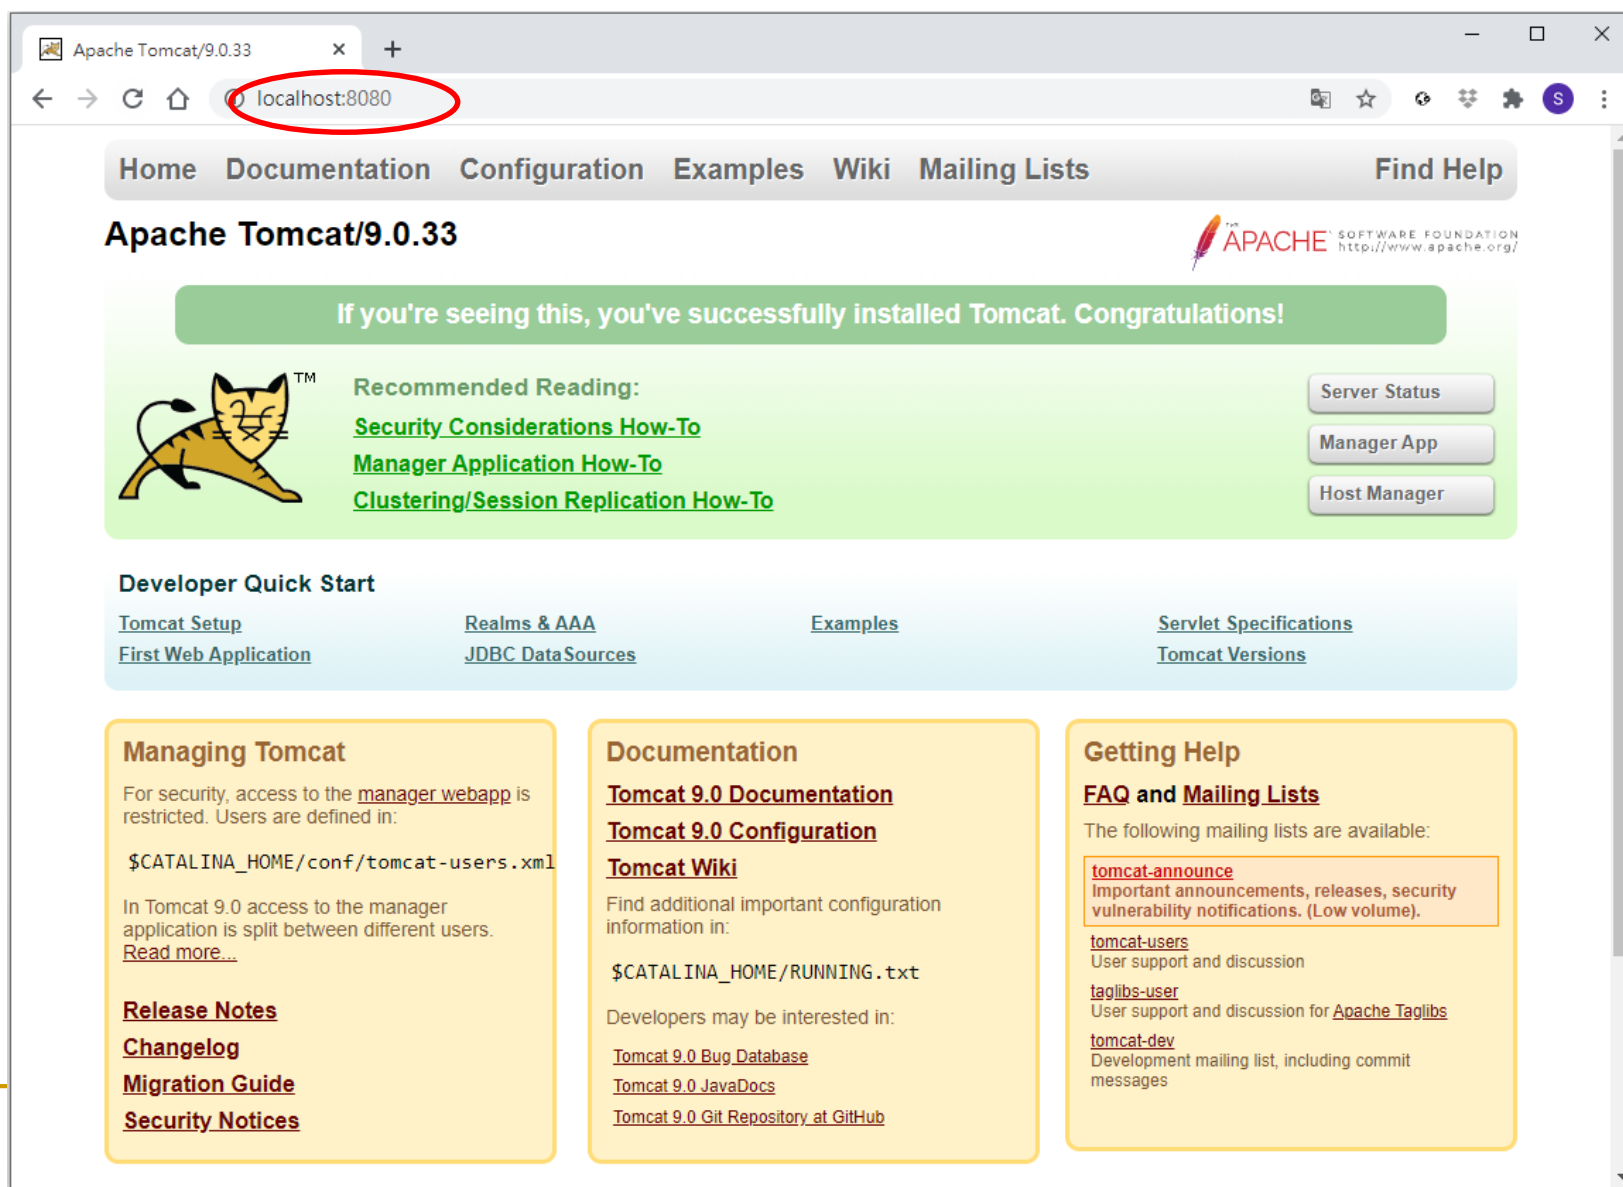 Apache Tomcat/9.0.33
localhost:8080
S
Home Documentation Configuration Examples Wiki Mailing Lists Find Help
Apache Tomcat/9.0.33
THE APACHE SOFTWARE FOUNDATION
http://www.apache.org/
If you're seeing this, you've successfully installed Tomcat. Congratulations!
TM
Recommended Reading:
Security Considerations How-To
Manager Application How-To
Clustering/Session Replication How-To
Server Status
Manager App
Host Manager
Developer Quick Start
Tomcat Setup
First Web Application
Realms & AAA
JDBC DataSources
Examples
Servlet Specifications
Tomcat Versions
Managing Tomcat
For security, access to the manager webapp is
restricted. Users are defined in:
$CATALINA_HOME/conf/tomcat-users.xml
In Tomcat 9.0 access to the manager
application is split between different users.
Read more...
Release Notes
Changelog
Migration Guide
Security Notices
Documentation
Tomcat 9.0 Documentation
Tomcat 9.0 Configuration
Tomcat Wiki
Find additional important configuration
information in:
$CATALINA_HOME/RUNNING.txt
Developers may be interested in:
Tomcat 9.0 Bug Database
Tomcat 9.0 JavaDocs
Tomcat 9.0 Git Repository at GitHub
Getting Help
FAQ and Mailing Lists
The following mailing lists are available:
tomcat-announce
Important announcements, releases, security
vulnerability notifications. (Low volume).
tomcat-users
User support and discussion
taglibs-user
User support and discussion for Apache Taglibs
tomcat-dev
Development mailing list, including commit
messages